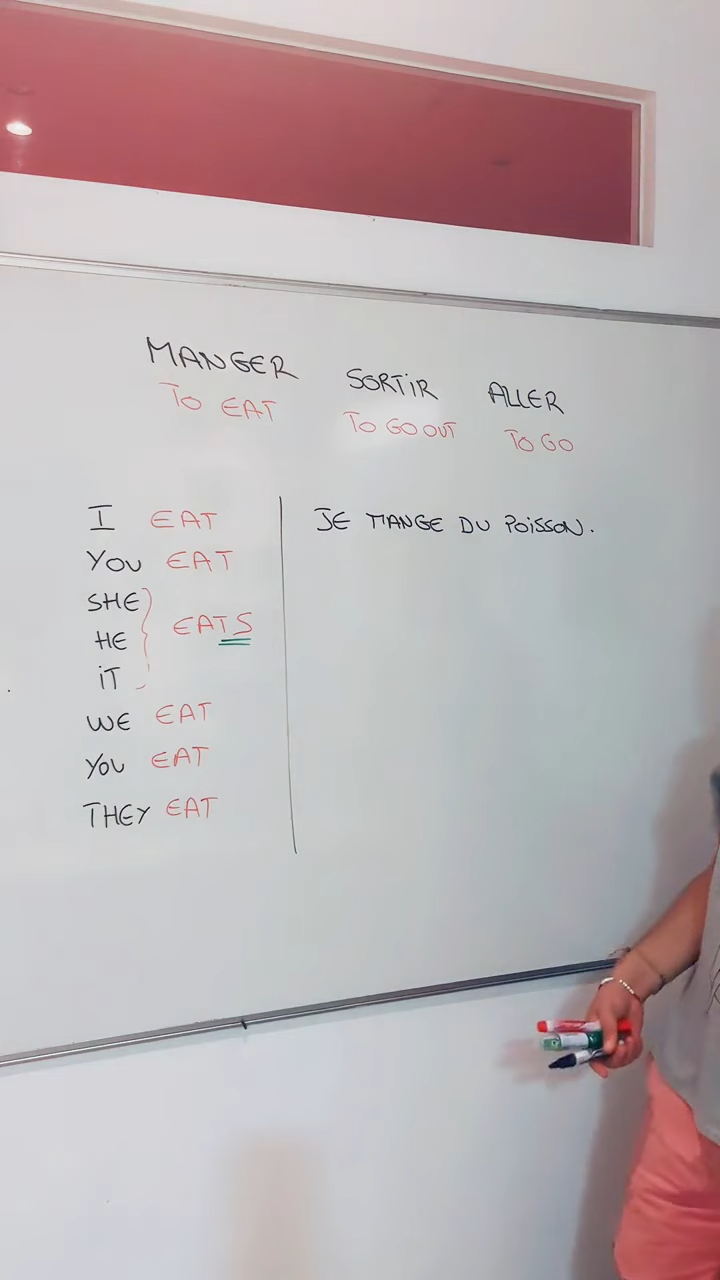 MANGER SORTIR ALLER
TO EAT TO GO OUT TO GO
I EAT
YOU EAT
SHE
HE EATS
IT
WE EAT
YOU EAT
THEY EAT
JE MANGE DU POISSON.